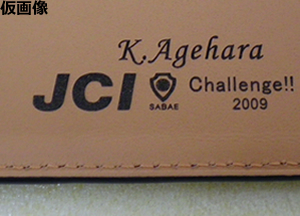 仮画像
K.Agehara
JCI SABAE Challenge!!
2009